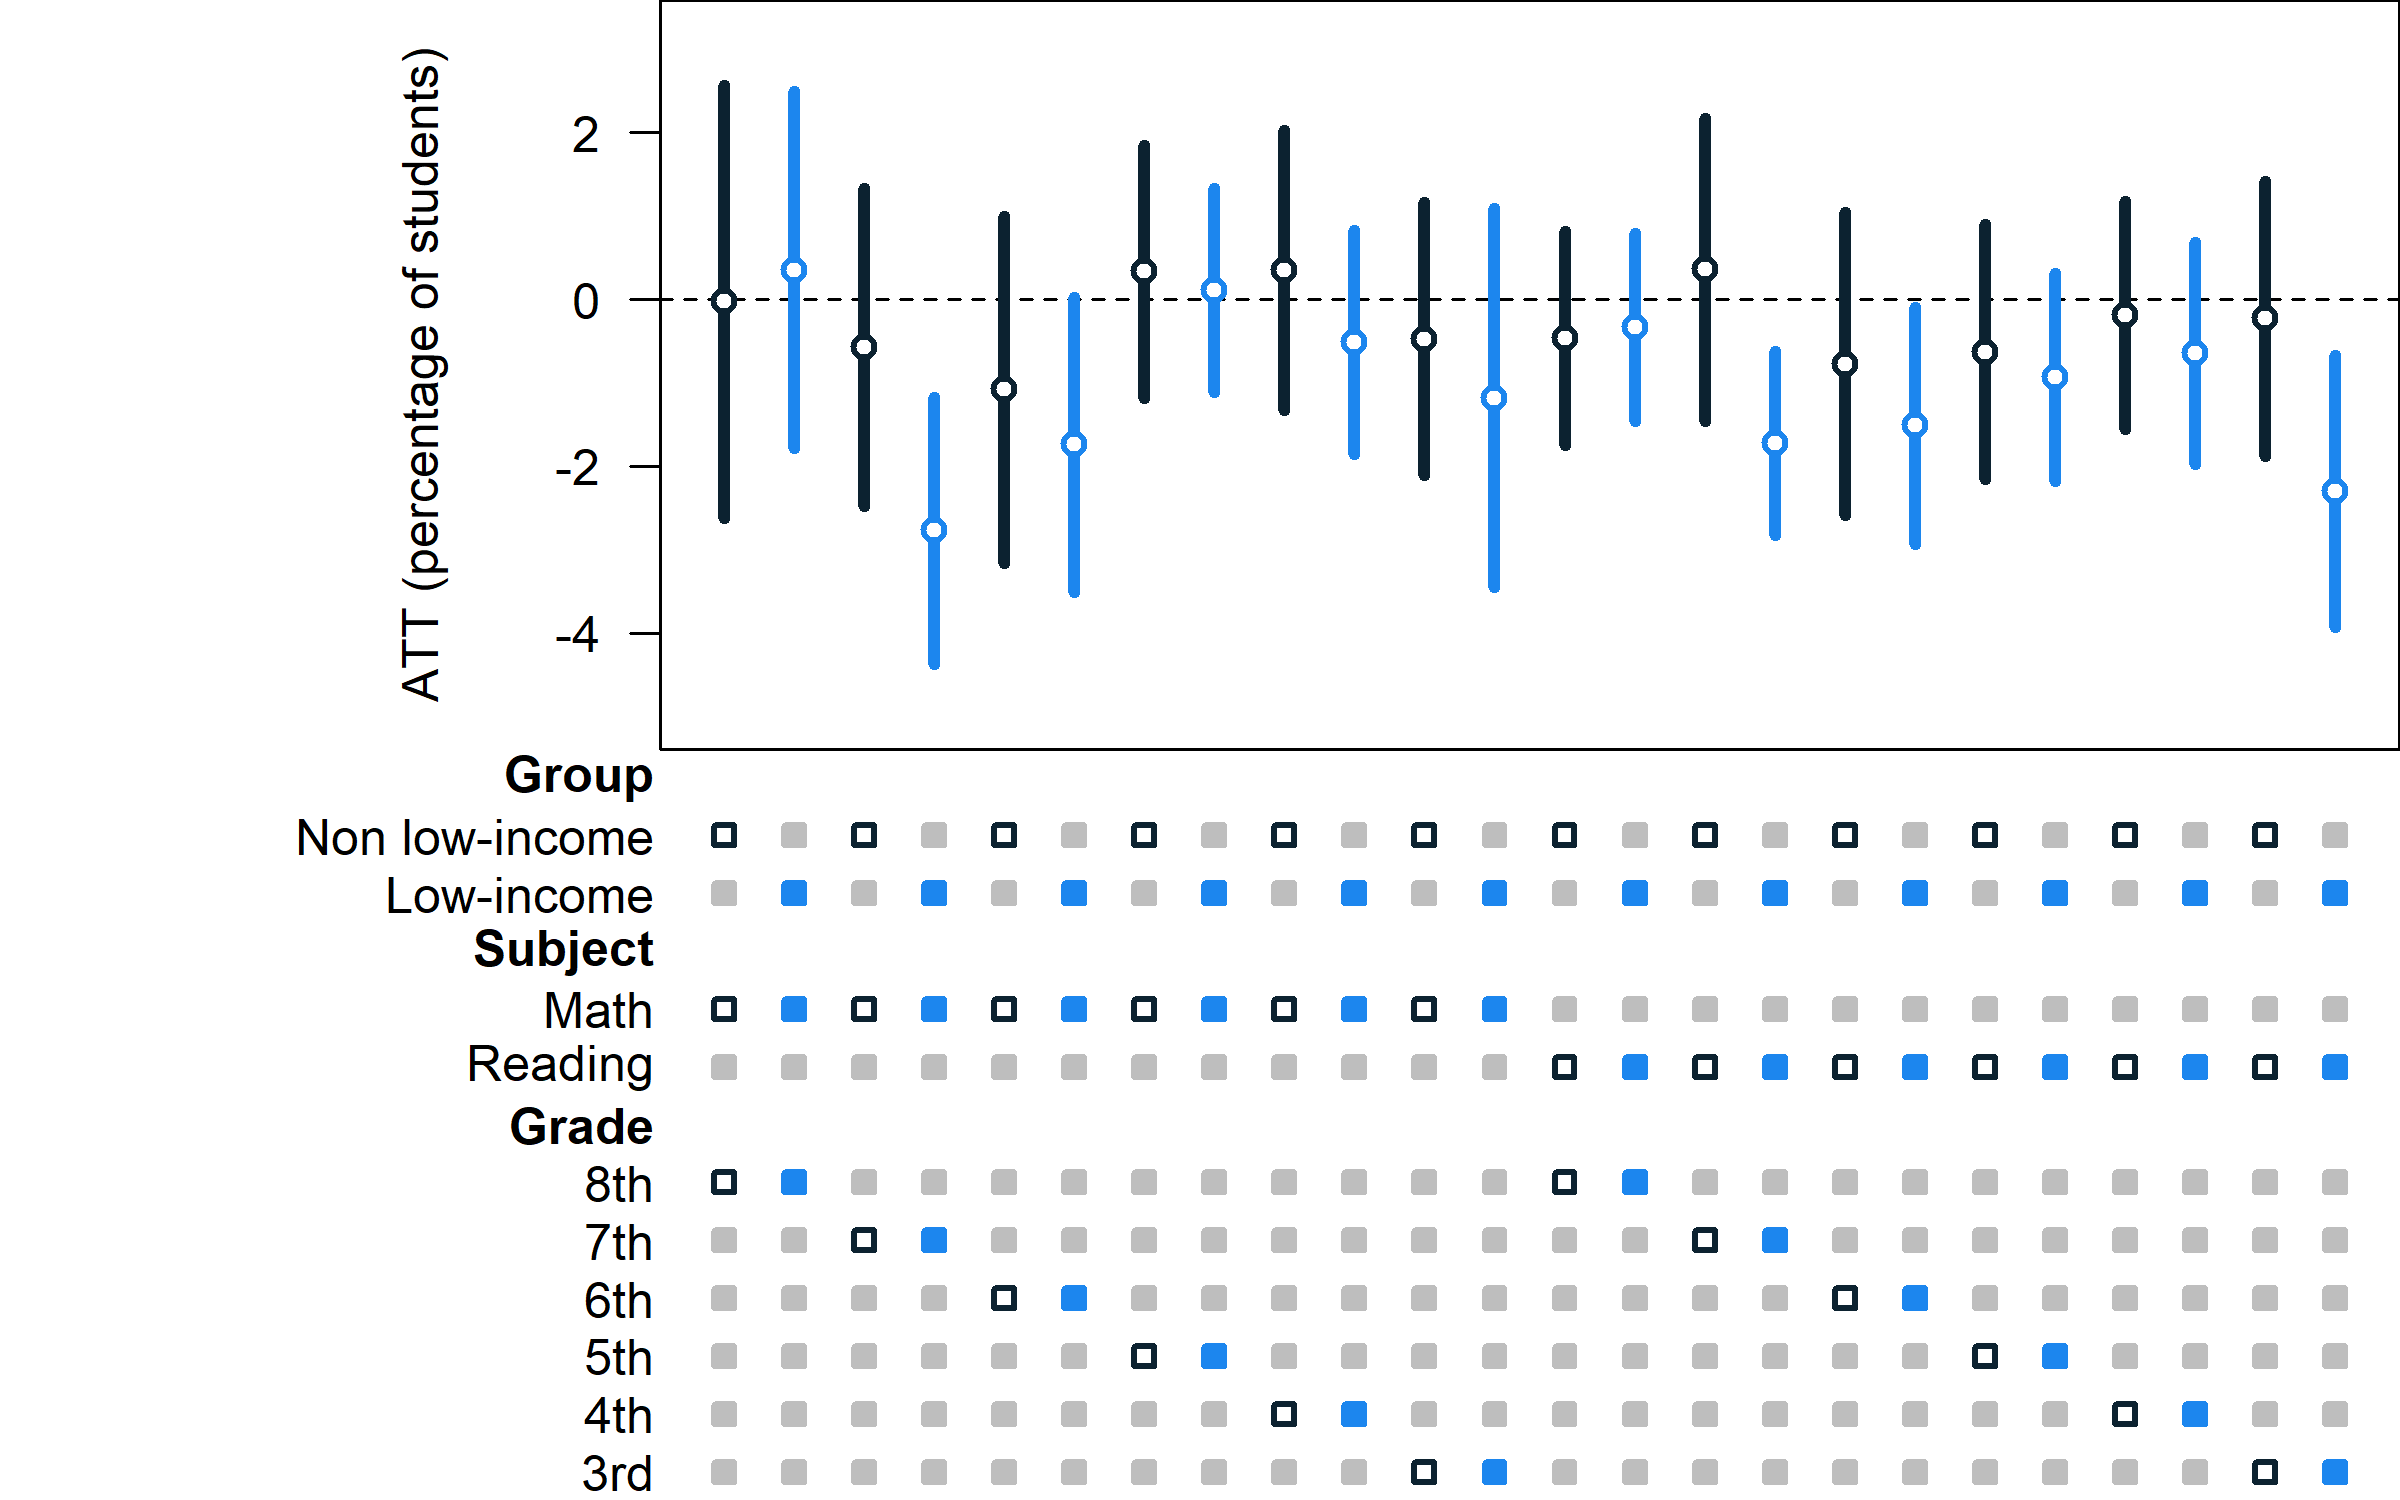 ATT (percentage of students)
2
0
-2
-4
Group
Non low-income
Low-income
Subject
Math
Reading
Grade
8th
7th
6th
5th
4th
3rd